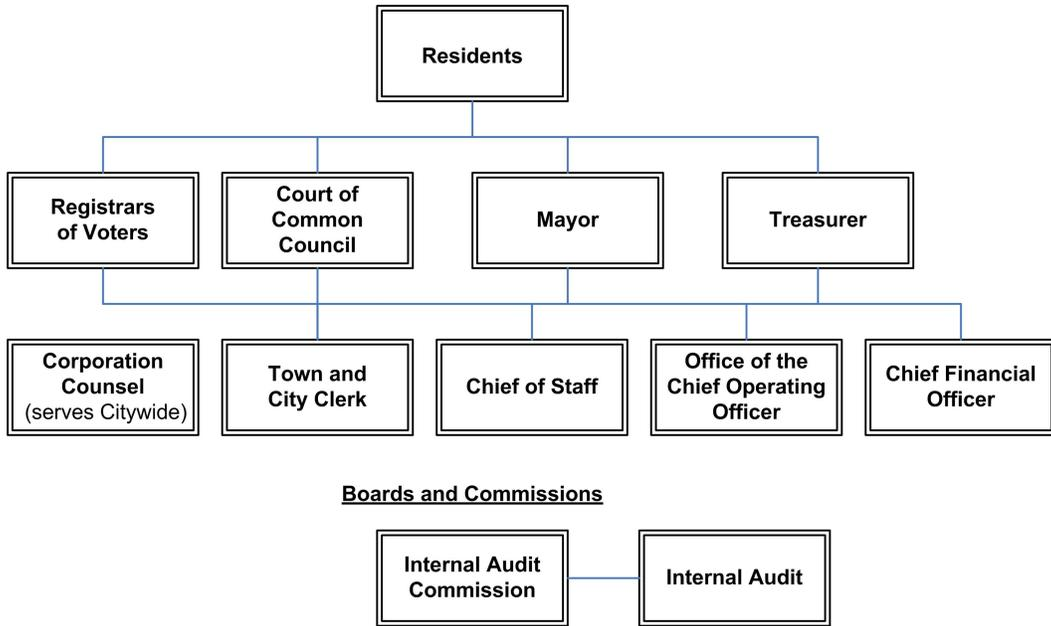 Residents
Registrars
of Voters
Court of
Common
Council
Mayor
Treasurer
Corporation
Counsel
(serves Citywide)
Town and
City Clerk
Chief of Staff
Office of the
Chief Operating
Officer
Chief Financial
Officer
Boards and Commissions
Internal Audit
Commission
Internal Audit